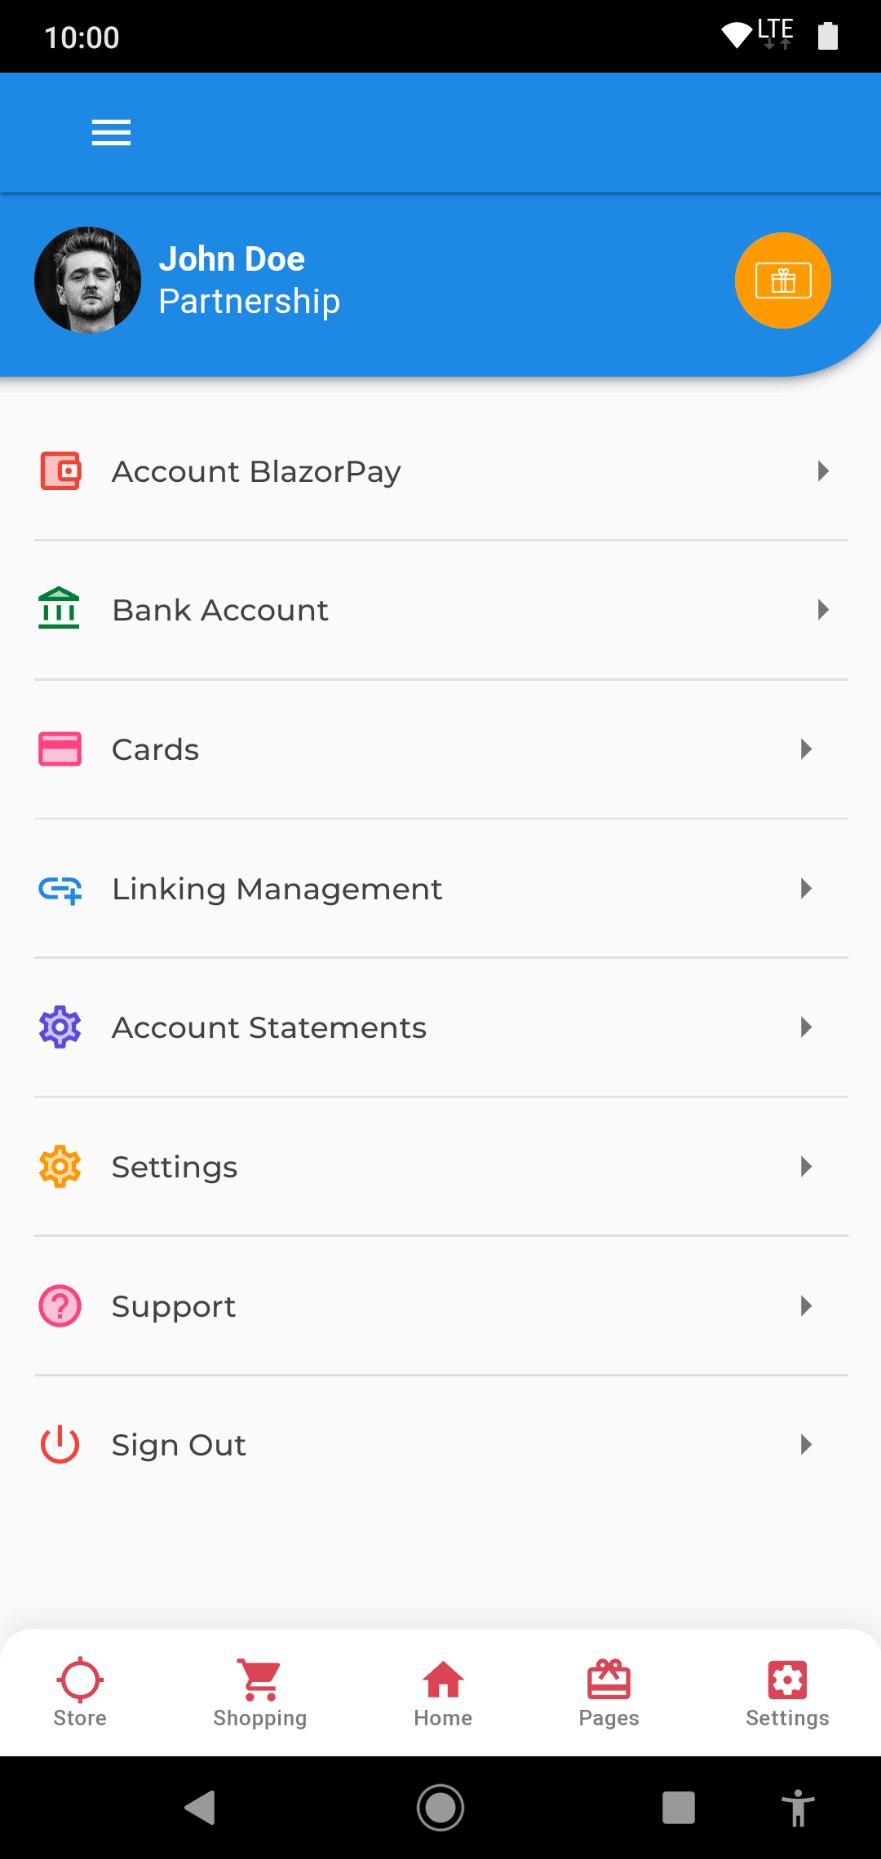 10:00 LTE
John Doe
Partnership
Account BlazorPay
Bank Account
Cards
Linking Management
Account Statements
Settings
Support
Sign Out
Store Shopping Home Pages Settings